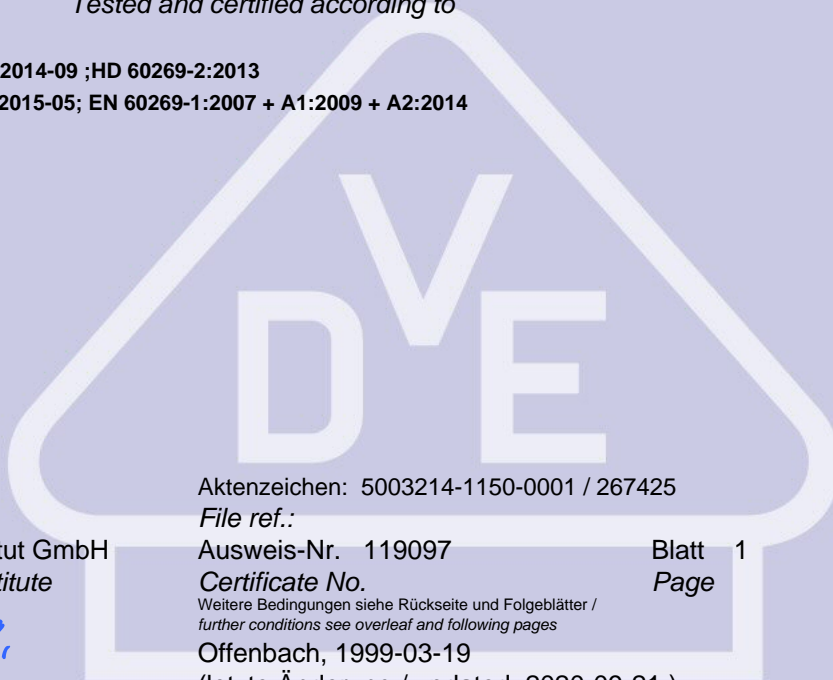 Tested and certified according to
2014-09 ;HD 60269-2:2013
2015-05; EN 60269-1:2007 + A1:2009 + A2:2014
VDE
Aktenzeichen: 5003214-1150-0001 / 267425
File ref.:
tut GmbH Ausweis-Nr. 119097 Blatt 1
titute Certificate No. Page
Weitere Bedingungen siehe Rückseite und Folgeblätter /
further conditions see overleaf and following pages
Offenbach, 1999-03-19